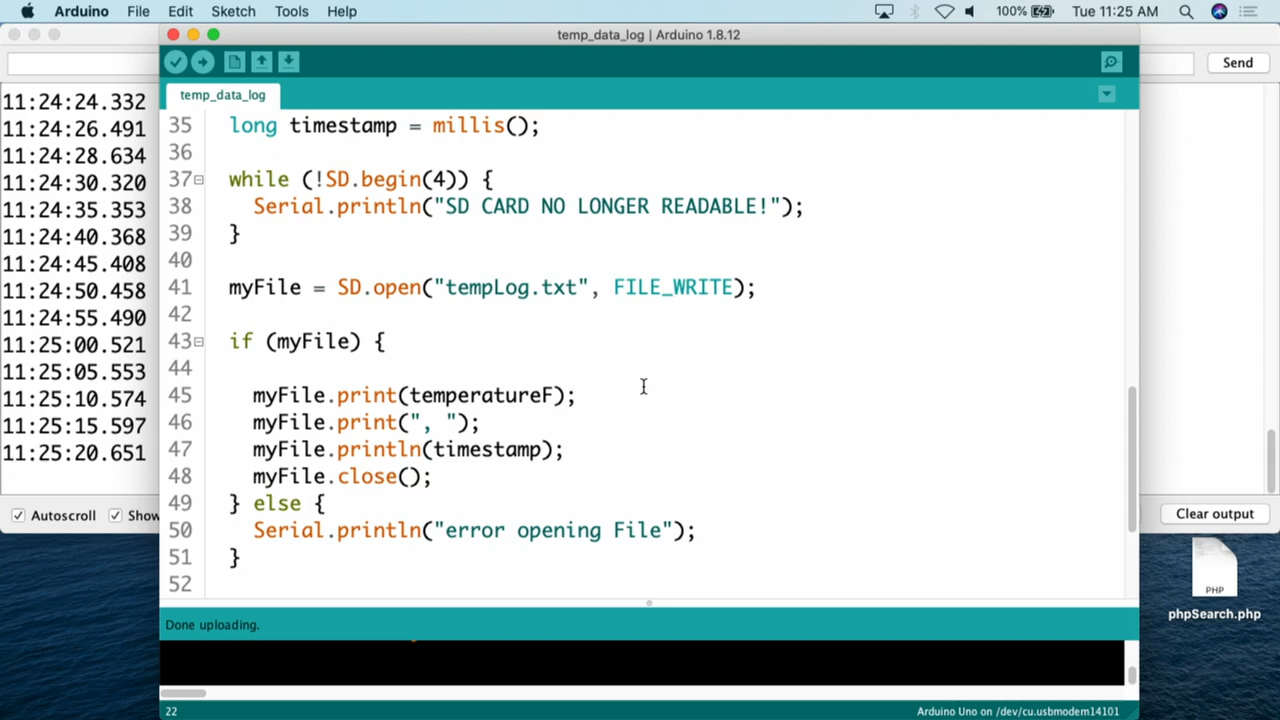 Arduino File Edit Sketch Tools Help 100% Tue 11:25 AM
temp_data_log | Arduino 1.8.12
Send
temp_data_log
11:24:24.332
11:24:26.491
11:24:28.634
11:24:30.320
11:24:35.353
11:24:40.368
11:24:45.408
11:24:50.458
11:24:55.490
11:25:00.521
11:25:05.553
11:25:10.574
11:25:15.597
11:25:20.651
Autoscroll Show
35 long timestamp = millis();
36
37 while (!SD.begin(4)) {
38 Serial.println("SD CARD NO LONGER READABLE!");
39 }
40
41 myFile = SD.open("tempLog.txt", FILE_WRITE);
42
43 if (myFile) {
44
45 myFile.print(temperatureF);
46 myFile.print(", ");
47 myFile.println(timestamp);
48 myFile.close();
49 } else {
50 Serial.println("error opening File");
51 }
52
Clear output
PHP
phpSearch.php
Done uploading.
22
Arduino Uno on /dev/cu.usbmodem14101